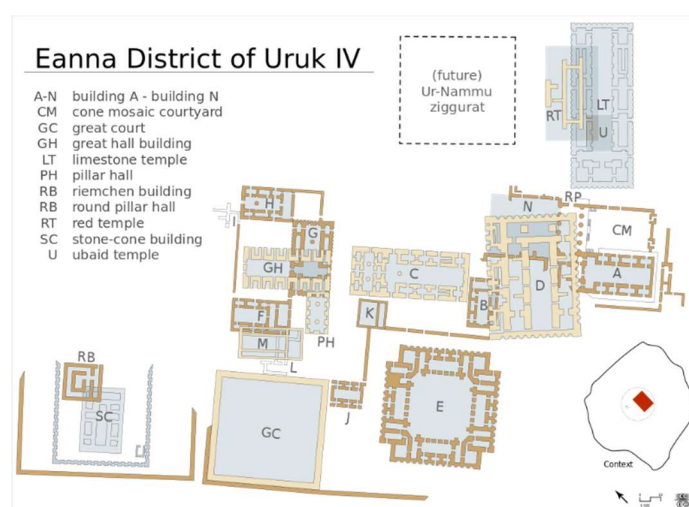 Eanna District of Uruk IV
A-N building A - building N
CM cone mosaic courtyard
GC great court
GH great hall building
LT limestone temple
PH pillar hall
RB riemchen building
RB round pillar hall
RT red temple
SC stone-cone building
U ubaid temple
(future)
Ur-Nammu
ziggurat
RT
LT
U
H
I
G
GH
F
M
PH
L
C
K
B
N
D
RP
CM
A
RB
SC
GC
J
E
Context